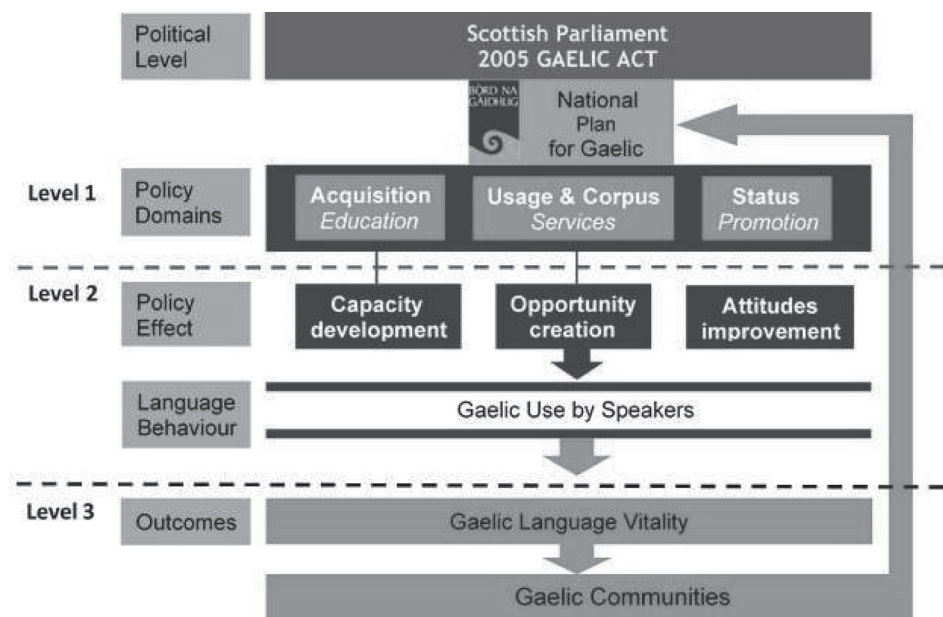 Political
Level
Scottish Parliament
2005 GAELIC ACT
BÒRD NA
GÀIDHLIG
National
Plan
for Gaelic
Level 1
Policy
Domains
Acquisition
Education
Usage & Corpus
Services
Status
Promotion
Level 2
Policy
Effect
Capacity
development
Opportunity
creation
Attitudes
improvement
Language
Behaviour
Gaelic Use by Speakers
Level 3
Outcomes
Gaelic Language Vitality
Gaelic Communities